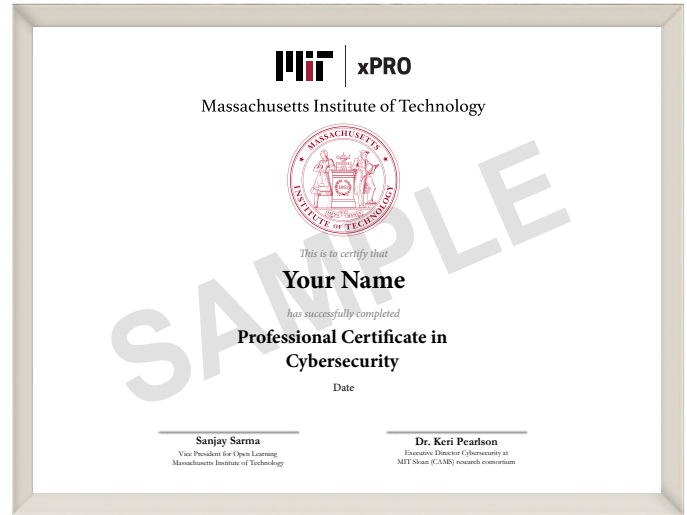 MIT xPRO
Massachusetts Institute of Technology
MASSACHUSETTS
INSTITUTE OF TECHNOLOGY
1861
SAMPLE
This is to certify that
Your Name
has successfully completed
Professional Certificate in
Cybersecurity
Date
Sanjay Sarma
Vice President for Open Learning
Massachusetts Institute of Technology
Dr. Keri Pearlson
Executive Director Cybersecurity at
MIT Sloan (CAMS) research consortium